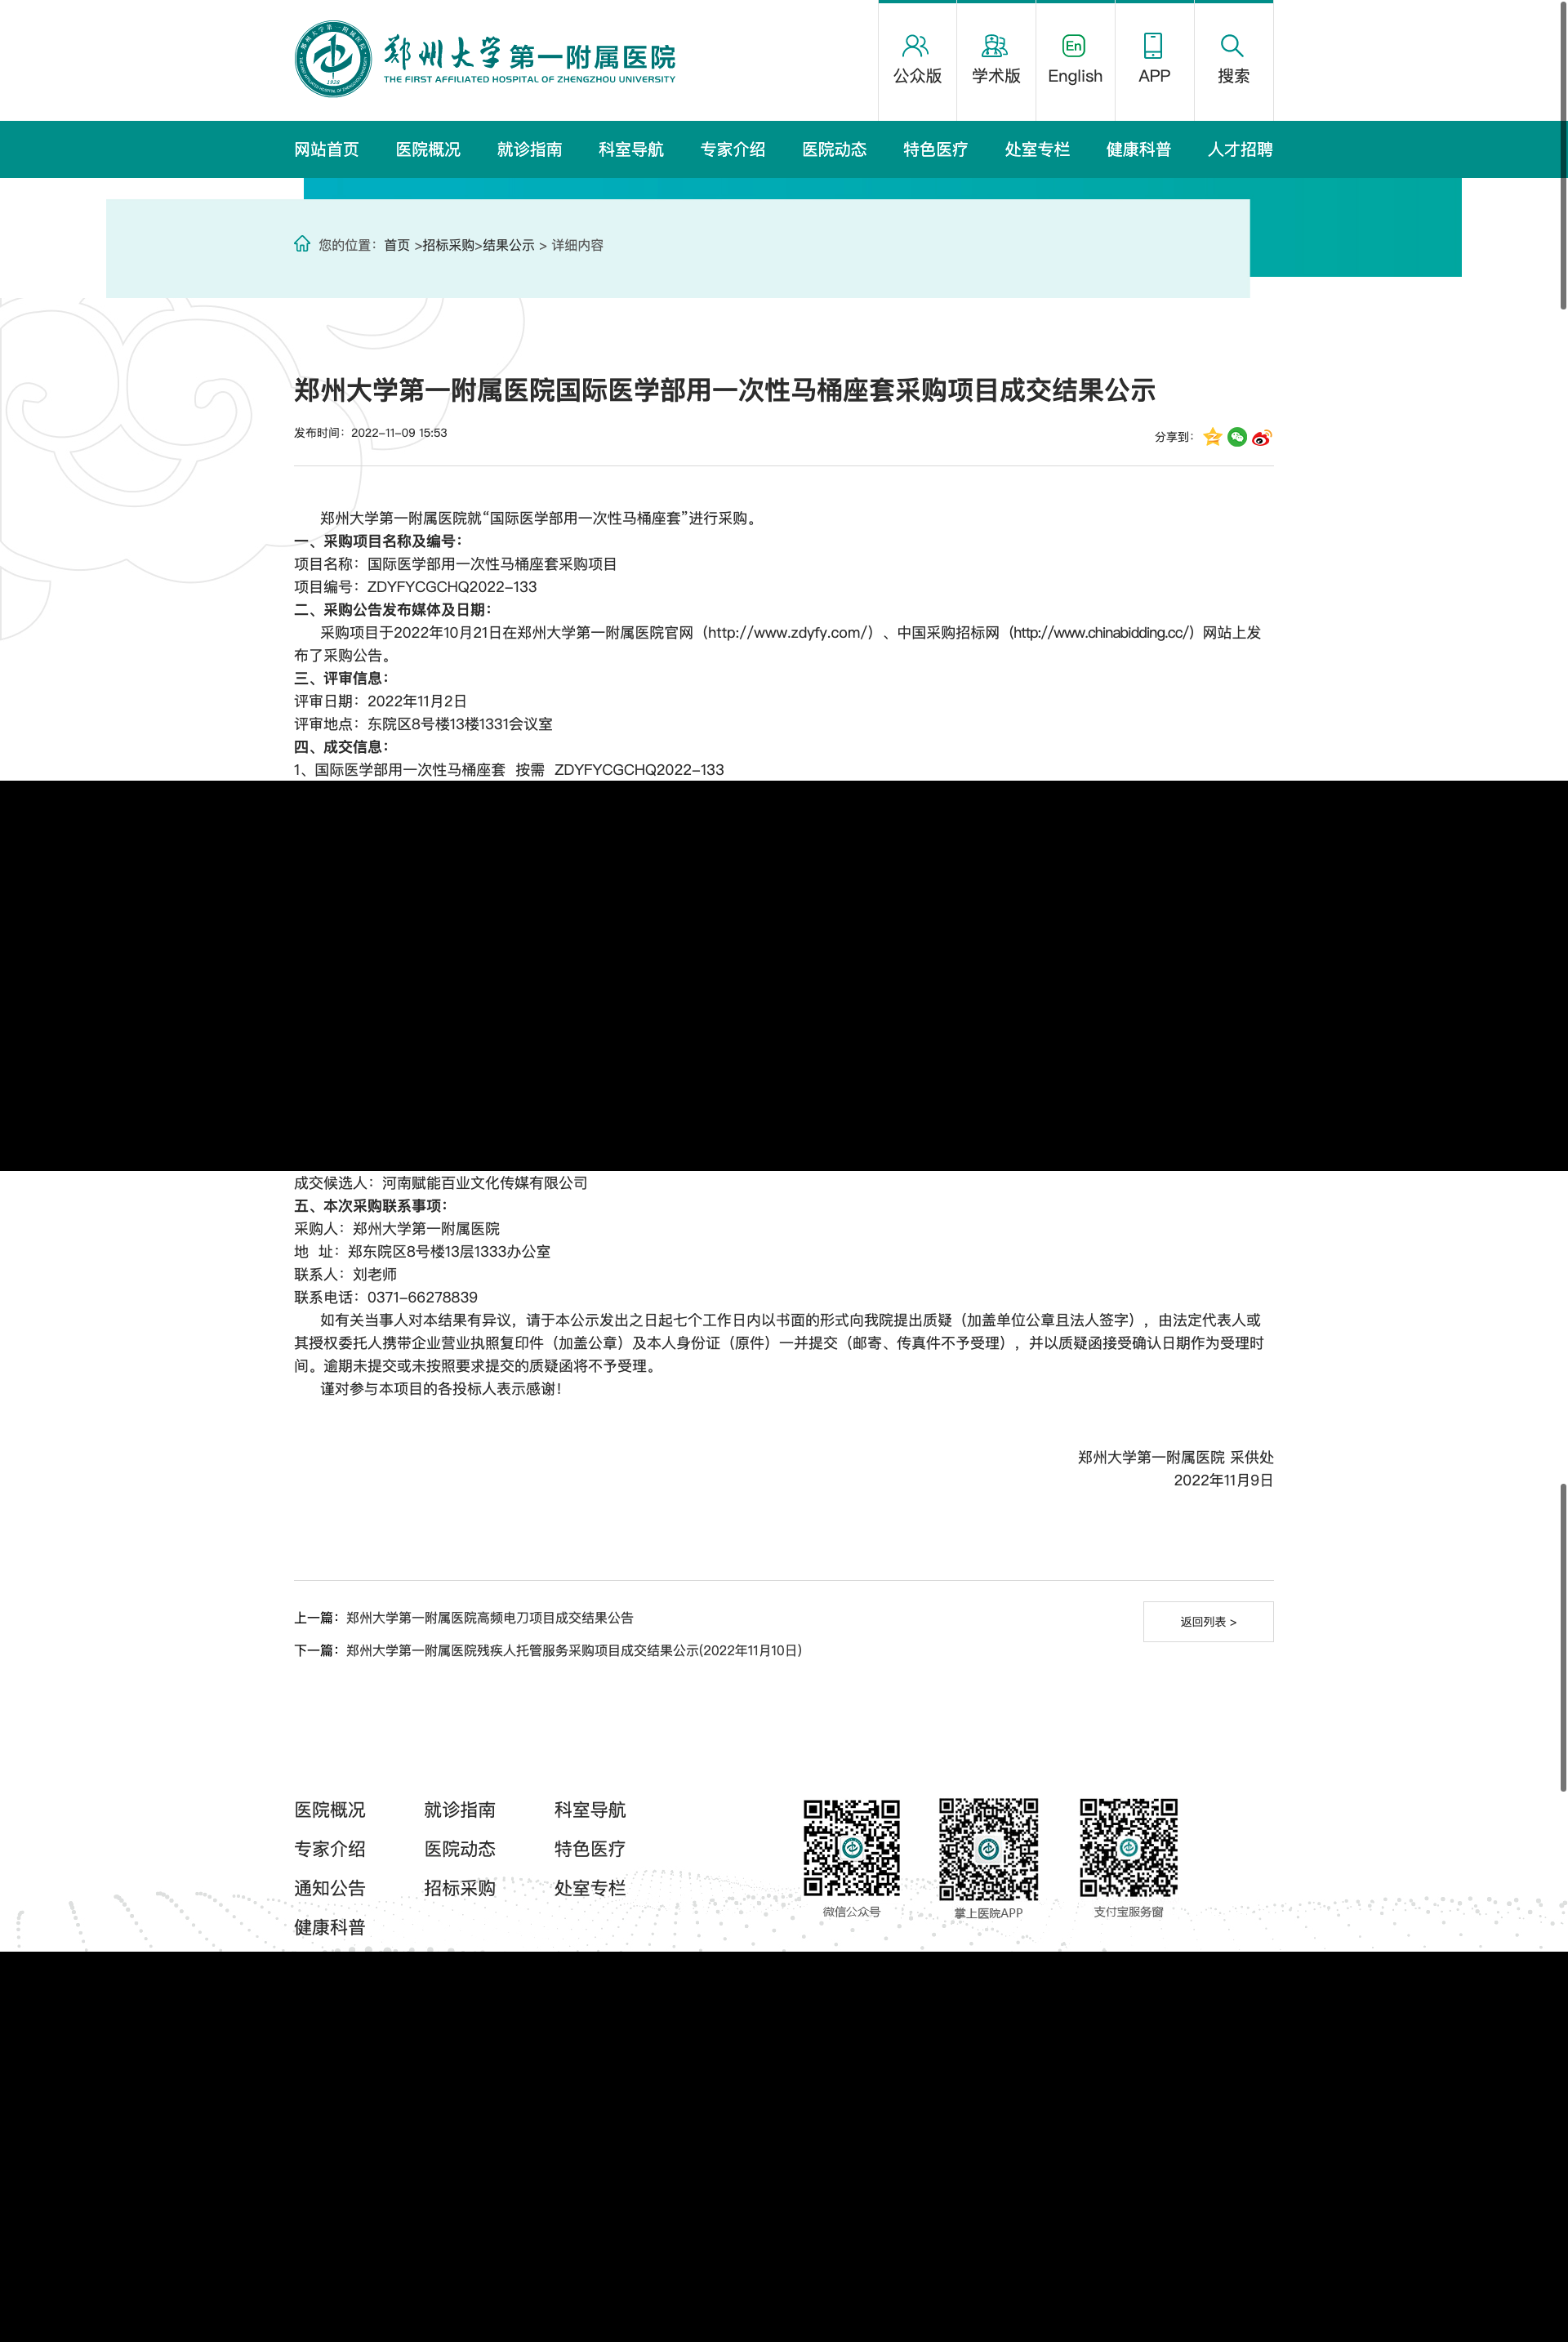 郑州大学第一附属医院
THE FIRST AFFILIATED HOSPITAL OF ZHENGZHOU UNIVERSITY
1928
公众版
学术版
En
English
APP
搜索
网站首页 医院概况 就诊指南 科室导航 专家介绍 医院动态 特色医疗 处室专栏 健康科普 人才招聘
您的位置：首页 >招标采购>结果公示 > 详细内容
郑州大学第一附属医院国际医学部用一次性马桶座套采购项目成交结果公示
发布时间：2022-11-09 15:53
分享到：
郑州大学第一附属医院就“国际医学部用一次性马桶座套”进行采购。
一、采购项目名称及编号：
项目名称：国际医学部用一次性马桶座套采购项目
项目编号：ZDYFYCGCHQ2022-133
二、采购公告发布媒体及日期：
采购项目于2022年10月21日在郑州大学第一附属医院官网（http://www.zdyfy.com/）、中国采购招标网（http://www.chinabidding.cc/）网站上发
布了采购公告。
三、评审信息：
评审日期：2022年11月2日
评审地点：东院区8号楼13楼1331会议室
四、成交信息：
1、国际医学部用一次性马桶座套 按需 ZDYFYCGCHQ2022-133
成交候选人：河南赋能百业文化传媒有限公司
五、本次采购联系事项：
采购人：郑州大学第一附属医院
地 址：郑东院区8号楼13层1333办公室
联系人：刘老师
联系电话：0371-66278839
如有关当事人对本结果有异议，请于本公示发出之日起七个工作日内以书面的形式向我院提出质疑（加盖单位公章且法人签字），由法定代表人或
其授权委托人携带企业营业执照复印件（加盖公章）及本人身份证（原件）一并提交（邮寄、传真件不予受理），并以质疑函接受确认日期作为受理时
间。逾期未提交或未按照要求提交的质疑函将不予受理。
谨对参与本项目的各投标人表示感谢！
郑州大学第一附属医院 采供处
2022年11月9日
上一篇：郑州大学第一附属医院高频电刀项目成交结果公告
返回列表 >
下一篇：郑州大学第一附属医院残疾人托管服务采购项目成交结果公示(2022年11月10日)
医院概况 就诊指南 科室导航
专家介绍 医院动态 特色医疗
通知公告 招标采购 处室专栏
健康科普
微信公众号
掌上医院APP
支付宝服务窗